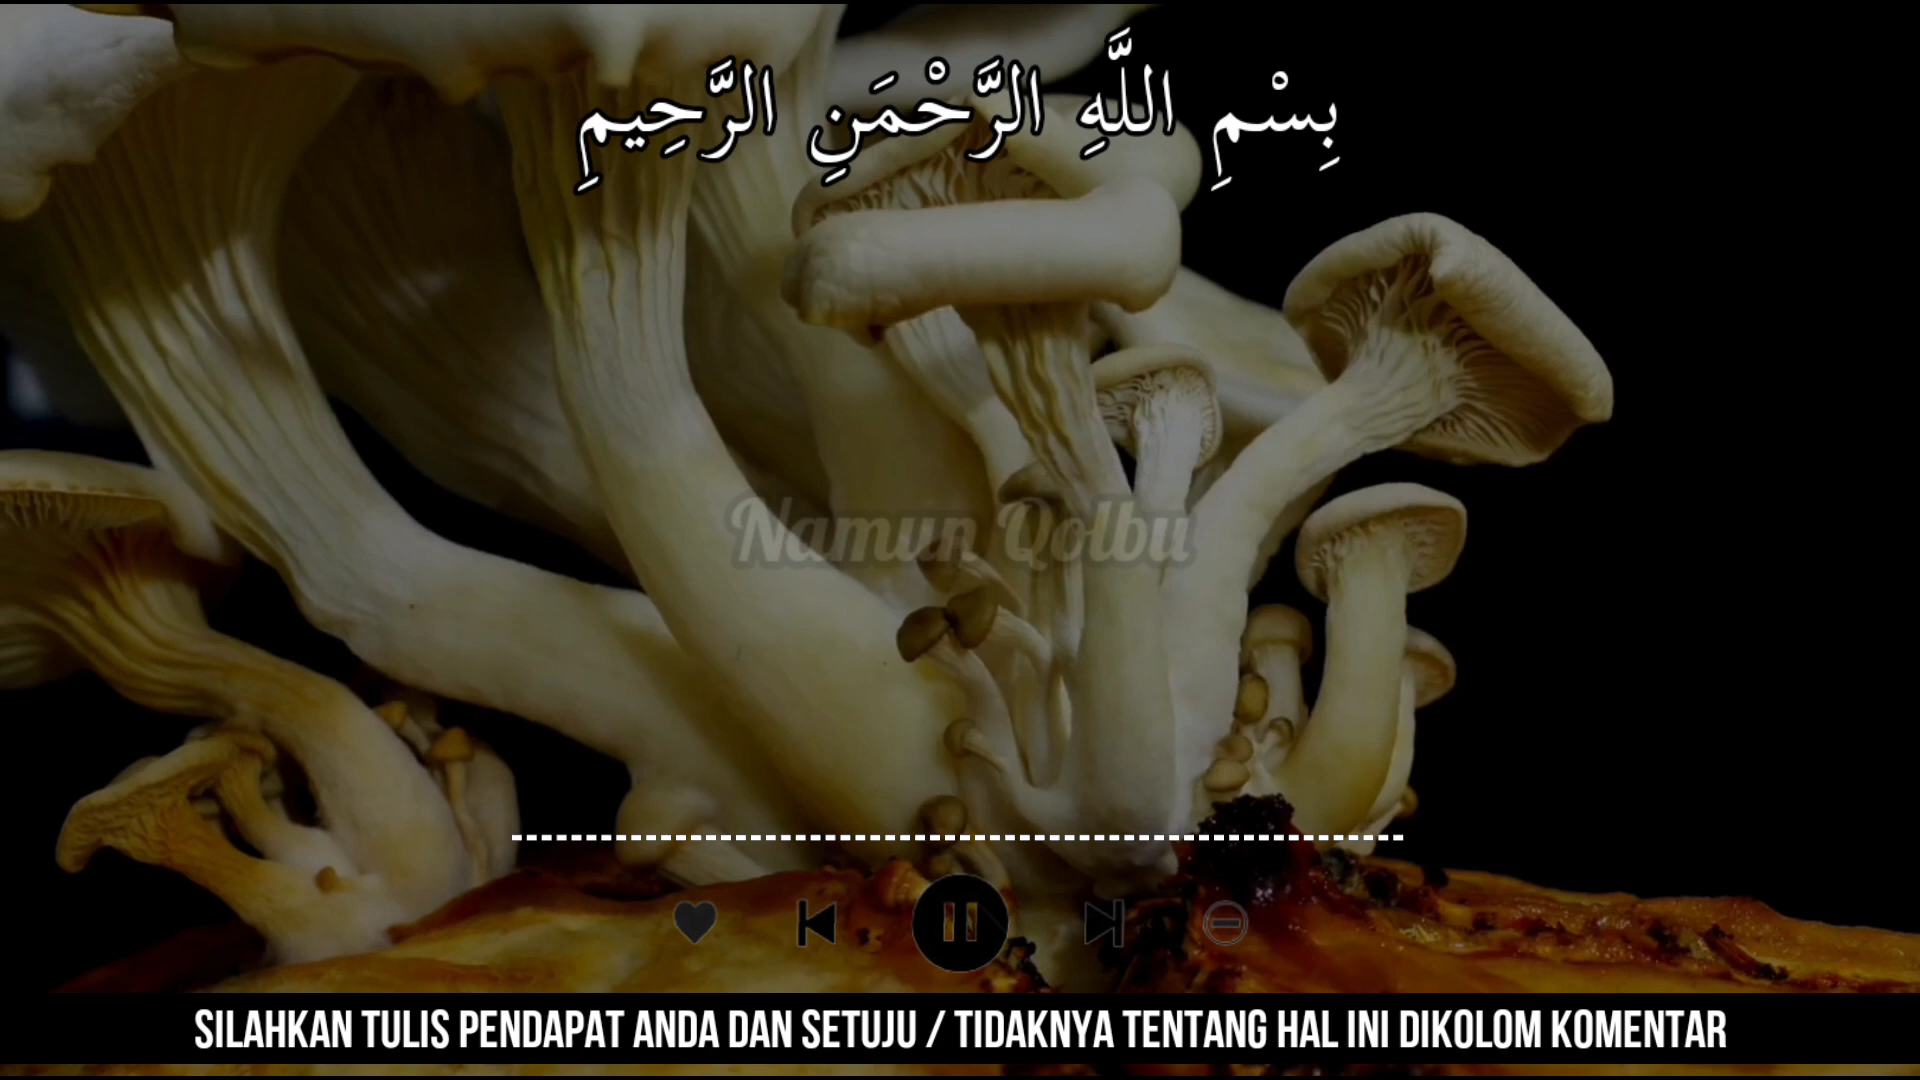 بِسْمِ اللَّهِ الرَّحْمَنِ الرَّحِيمِ
Namun Qolbu
SILAHKAN TULIS PENDAPAT ANDA DAN SETUJU / TIDAKNYA TENTANG HAL INI DIKOLOM KOMENTAR